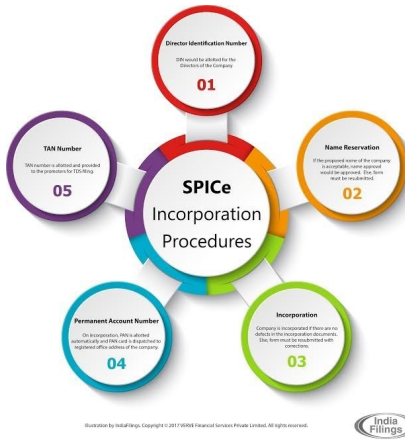 Director Identification Number
DIN would be allotted for the
Directors of the Company
01
Name Reservation
If the proposed name of the company
is acceptable, name approval
would be approved. Else, form
must be resubmitted.
02
Incorporation
Company is incorporated if there are no
defects in the incorporation documents.
Else, form must be resubmitted with
corrections.
03
Permanent Account Number
On incorporation, PAN is allotted
automatically and PAN card is dispatched to
registered office address of the company.
04
TAN Number
TAN number is allotted and provided
to the promoters for TDS filing.
05
SPICe
Incorporation
Procedures
Illustration by IndiaFilings. Copyright © 2017 VERVE Financial Services Private Limited. All rights reserved.
India
Filings